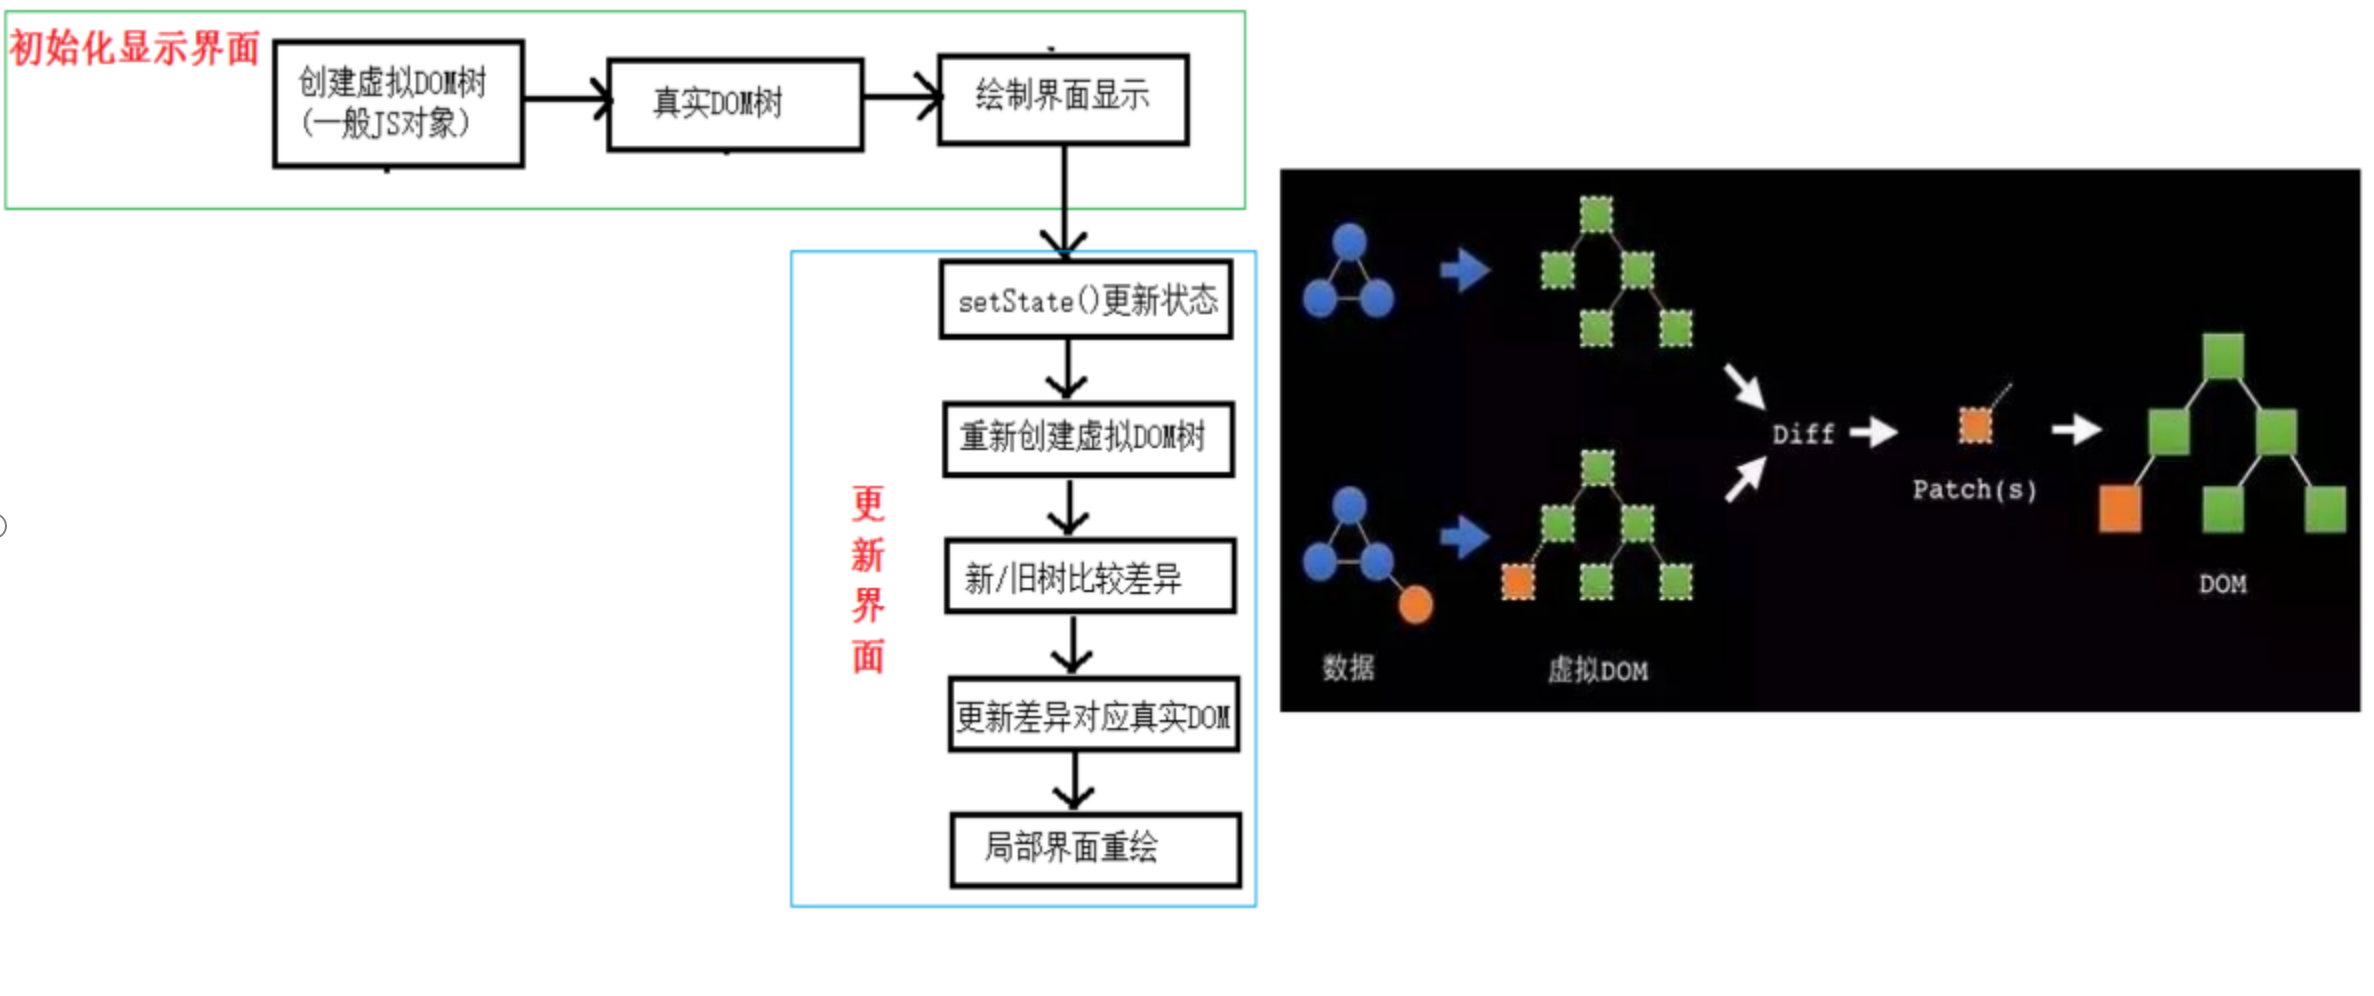 初始化显示界面
创建虚拟DOM树
(一般JS对象)
真实DOM树
绘制界面显示
setState()更新状态
重新创建虚拟DOM树
新/旧树比较差异
更新差异对应真实DOM
局部界面重绘
更
新
界
面
数据
虚拟DOM
Diff
Patch(s)
DOM